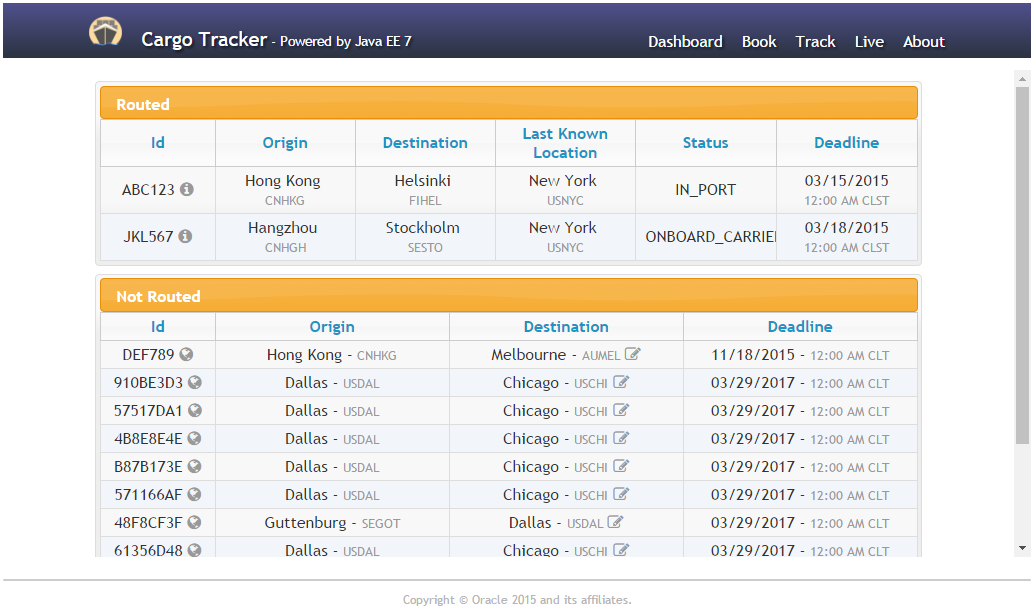 Cargo Tracker - Powered by Java EE 7
Dashboard Book Track Live About
Routed
Id Origin Destination Last Known Location Status Deadline
ABC123 Hong Kong CNHKG Helsinki FIHEL New York USNYC IN_PORT 03/15/2015 12:00 AM CLST
JKL567 Hangzhou CNHGH Stockholm SESTO New York USNYC ONBOARD_CARRIE 03/18/2015 12:00 AM CLST
Not Routed
Id Origin Destination Deadline
DEF789 Hong Kong - CNHKG Melbourne - AUMEL 11/18/2015 - 12:00 AM CLT
910BE3D3 Dallas - USDAL Chicago - USCHI 03/29/2017 - 12:00 AM CLT
57517DA1 Dallas - USDAL Chicago - USCHI 03/29/2017 - 12:00 AM CLT
4B8E8E4E Dallas - USDAL Chicago - USCHI 03/29/2017 - 12:00 AM CLT
B87B173E Dallas - USDAL Chicago - USCHI 03/29/2017 - 12:00 AM CLT
571166AF Dallas - USDAL Chicago - USCHI 03/29/2017 - 12:00 AM CLT
48F8CF3F Guttenburg - SEGOT Dallas - USDAL 03/29/2017 - 12:00 AM CLT
61356D48 Dallas - USDAL Chicago - USCHI 03/29/2017 - 12:00 AM CLT
Copyright © Oracle 2015 and its affiliates.